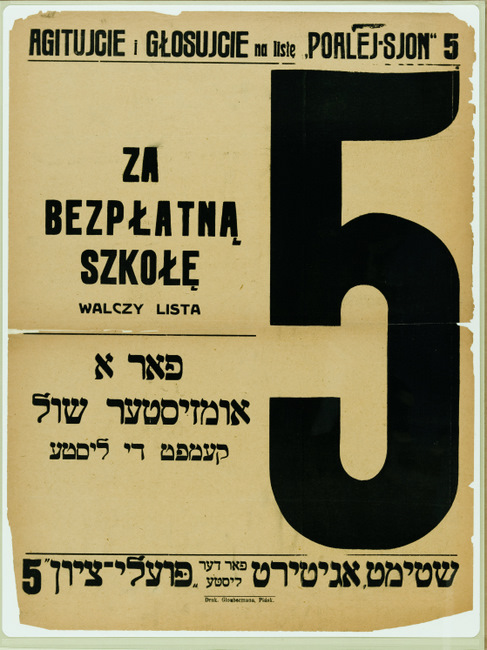 AGITUJCIE i GŁOSUJCIE na listę „POALEJ-SJON" 5
ZA
BEZPŁATNĄ
SZKOŁĘ
WALCZY LISTA
5
פאר א
אומזיסטער שול
קעמפט די ליסטע
שטימט, אגיטירט פאר דער ליסטע „פועלי־ציון" 5
Druk. Glouberman, Pińsk.